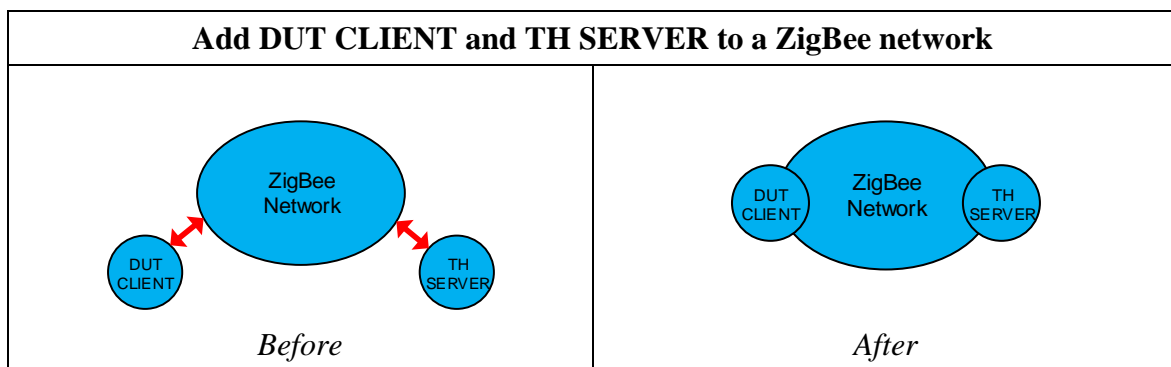 Add DUT CLIENT and TH SERVER to a ZigBee network
ZigBee
Network
DUT
CLIENT
TH
SERVER
Before
DUT
CLIENT
ZigBee
Network
TH
SERVER
After